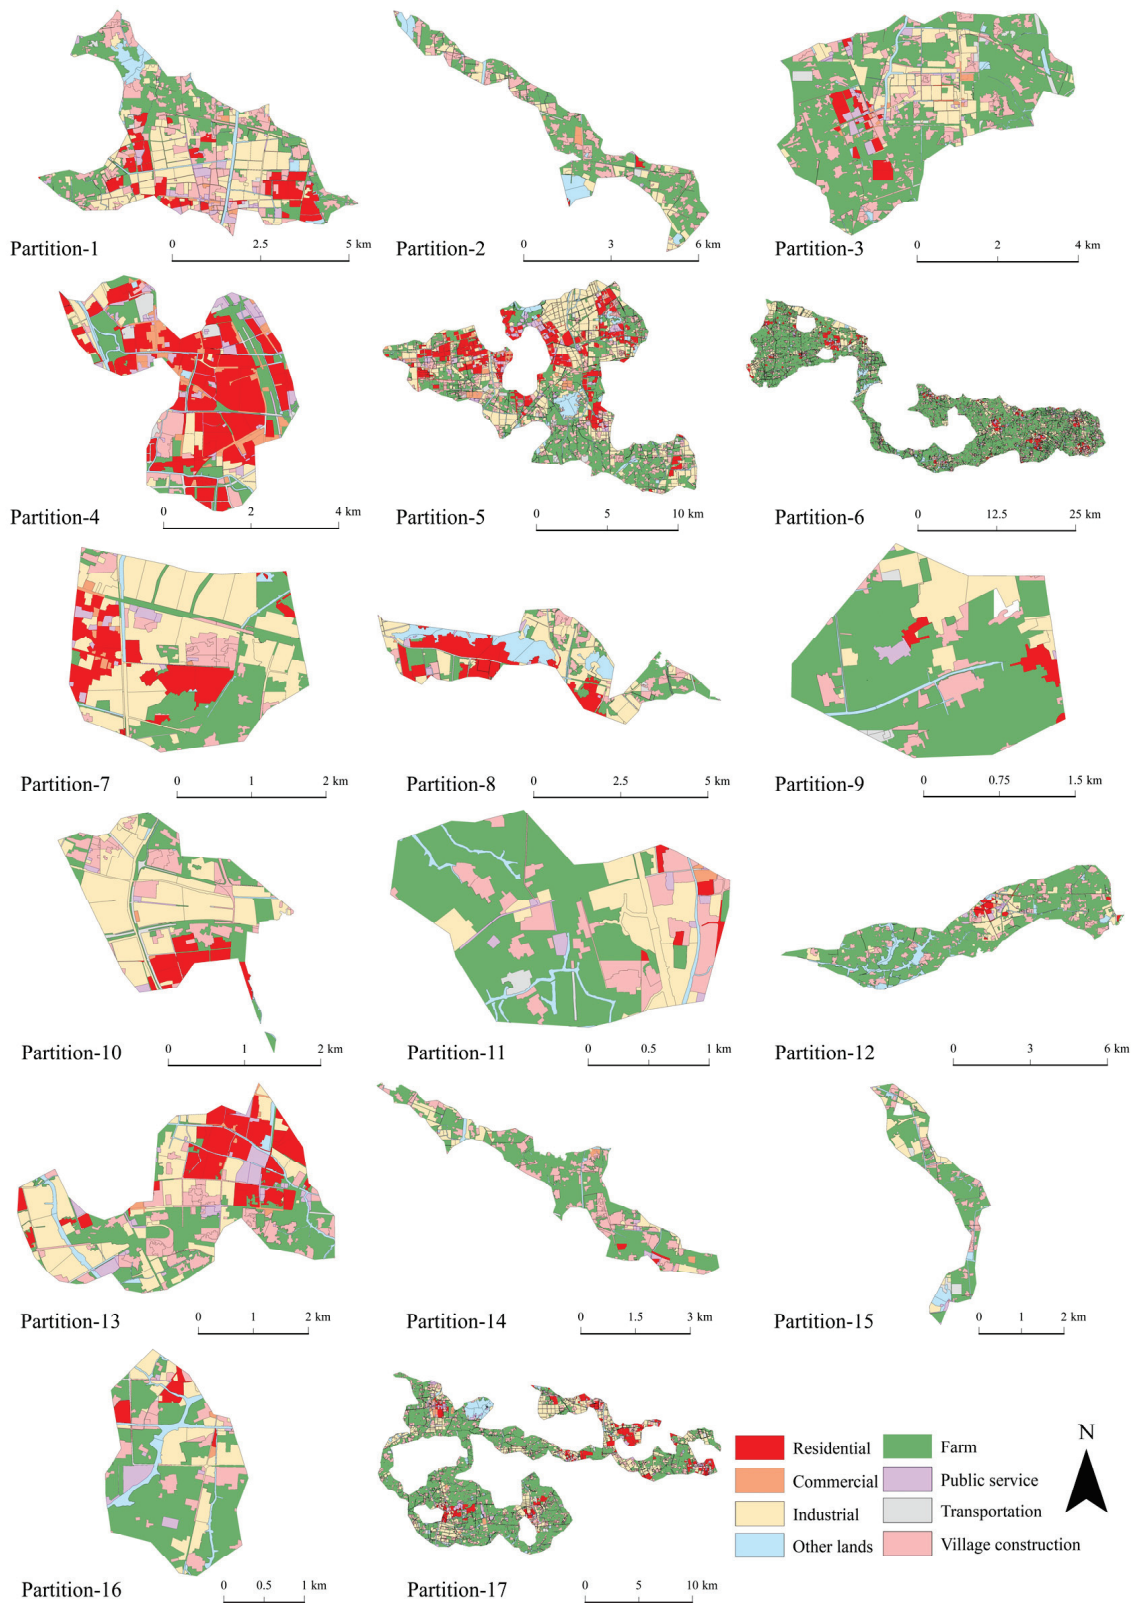 Partition-1
0 2.5 5 km
Partition-2
0 3 6 km
Partition-3
0 2 4 km
Partition-4
0 2 4 km
Partition-5
0 5 10 km
Partition-6
0 12.5 25 km
Partition-7
0 1 2 km
Partition-8
0 2.5 5 km
Partition-9
0 0.75 1.5 km
Partition-10
0 1 2 km
Partition-11
0 0.5 1 km
Partition-12
0 3 6 km
Partition-13
0 1 2 km
Partition-14
0 1.5 3 km
Partition-15
0 1 2 km
Partition-16
0 0.5 1 km
Partition-17
0 5 10 km
Residential
Commercial
Industrial
Other lands
Farm
Public service
Transportation
Village construction
N